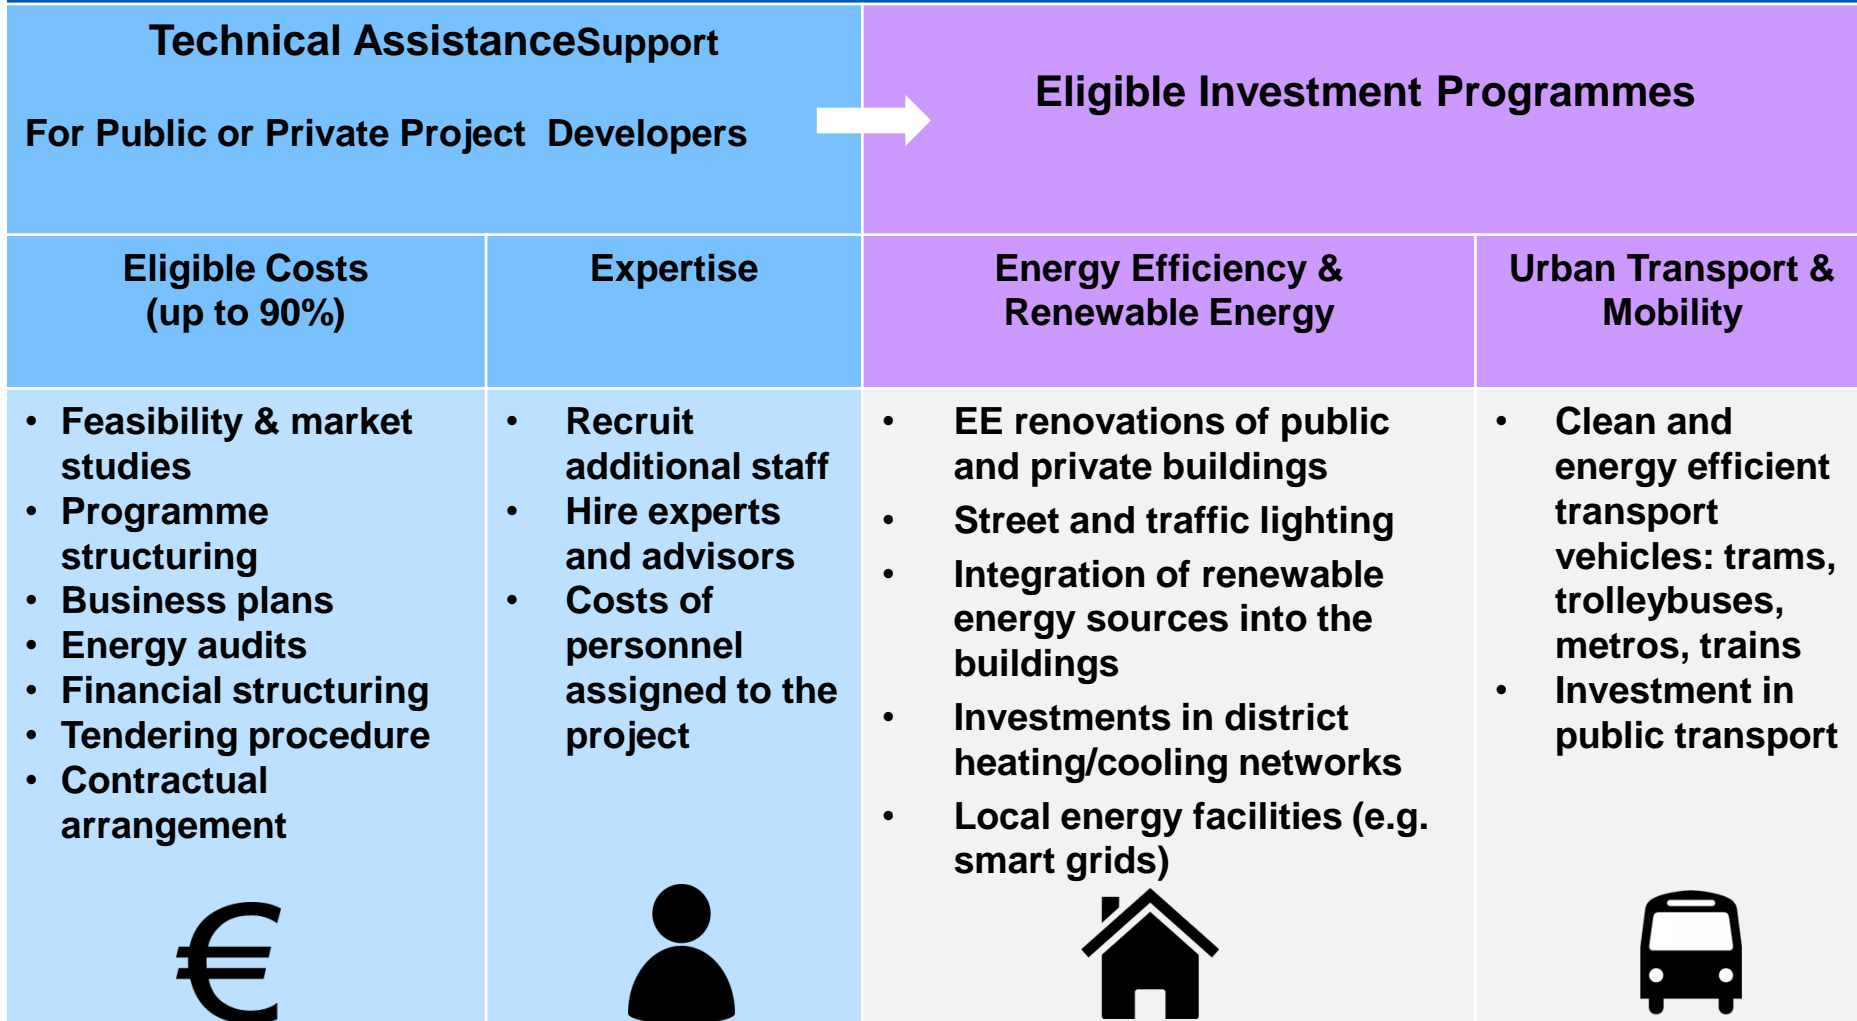 Technical AssistanceSupport
For Public or Private Project Developers
Eligible Investment Programmes
Eligible Costs
(up to 90%)
Expertise
Energy Efficiency &
Renewable Energy
Urban Transport &
Mobility
• Feasibility & market
studies
• Programme
structuring
• Business plans
• Energy audits
• Financial structuring
• Tendering procedure
• Contractual
arrangement
€
• Recruit
additional staff
• Hire experts
and advisors
• Costs of
personnel
assigned to the
project
• EE renovations of public
and private buildings
• Street and traffic lighting
• Integration of renewable
energy sources into the
buildings
• Investments in district
heating/cooling networks
• Local energy facilities (e.g.
smart grids)
• Clean and
energy efficient
transport
vehicles: trams,
trolleybuses,
metros, trains
• Investment in
public transport